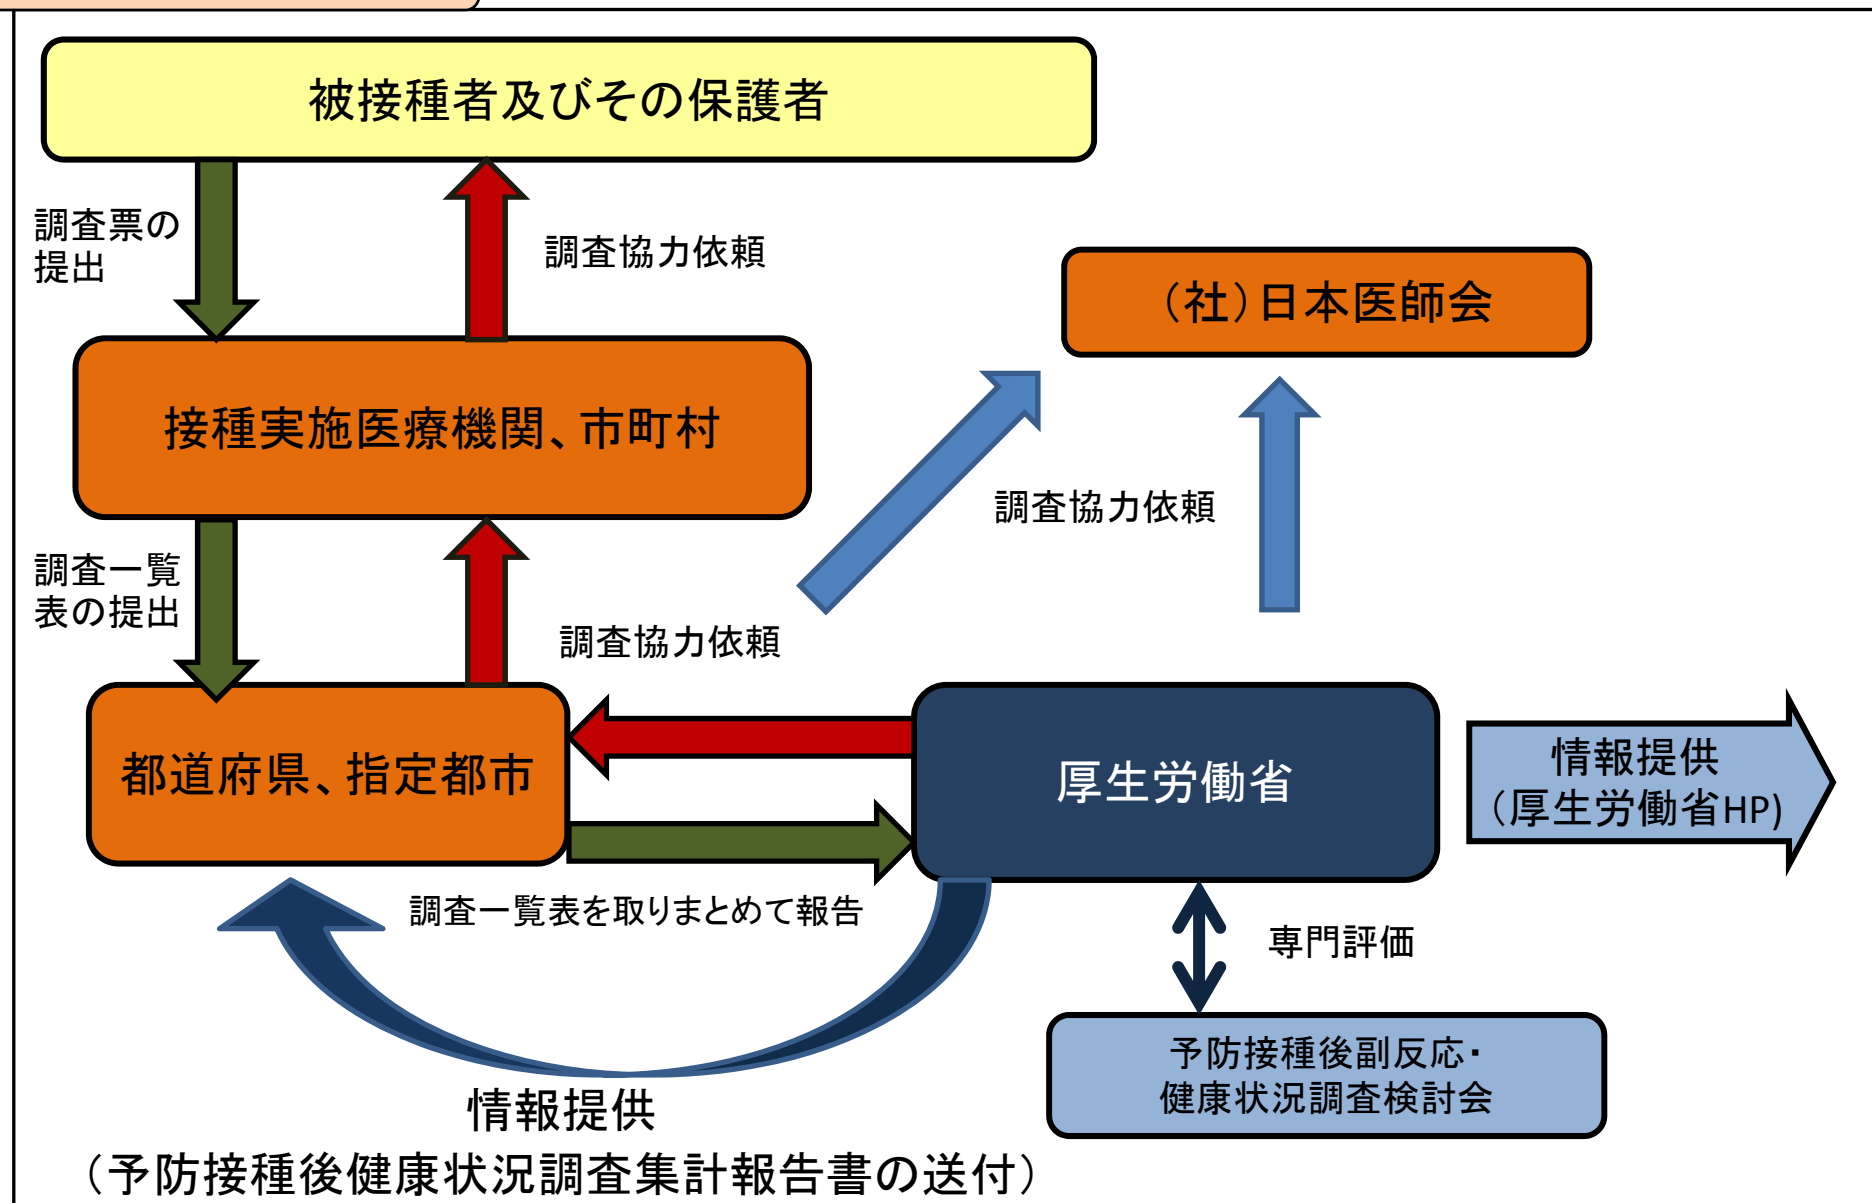 被接種者及びその保護者
調査票の
提出
調査協力依頼
(社)日本医師会
接種実施医療機関、市町村
調査協力依頼
調査一覧
表の提出
調査協力依頼
都道府県、指定都市
厚生労働省
情報提供
(厚生労働省HP)
調査一覧表を取りまとめて報告
専門評価
予防接種後副反応・
健康状況調査検討会
情報提供
(予防接種後健康状況調査集計報告書の送付)